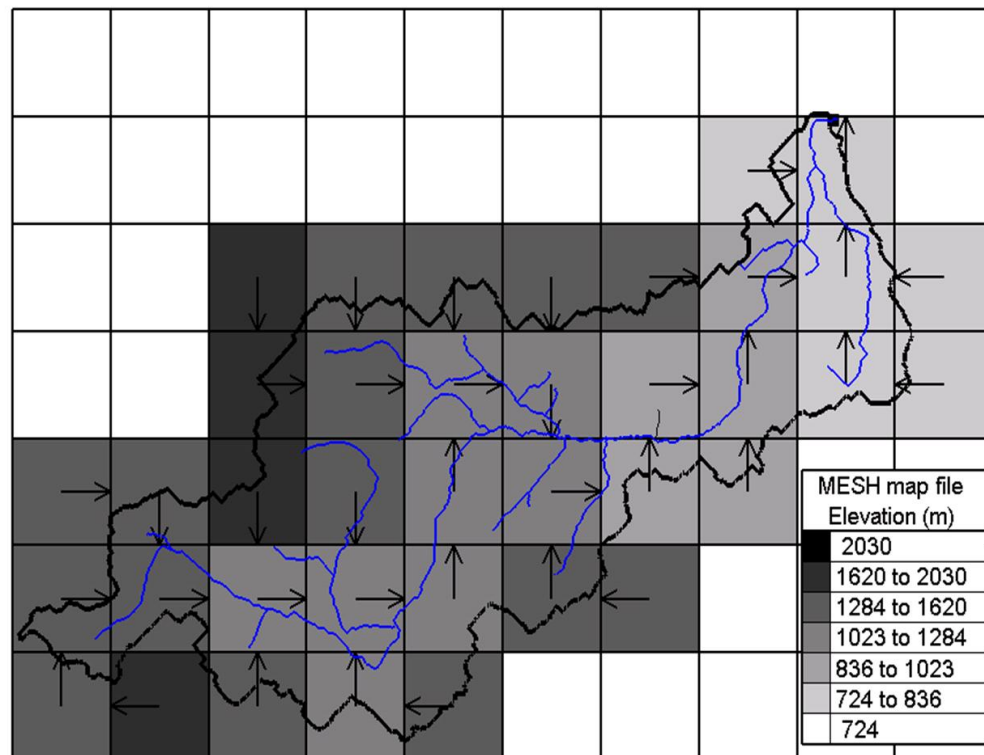 MESH map file
Elevation (m)
2030
1620 to 2030
1284 to 1620
1023 to 1284
836 to 1023
724 to 836
724